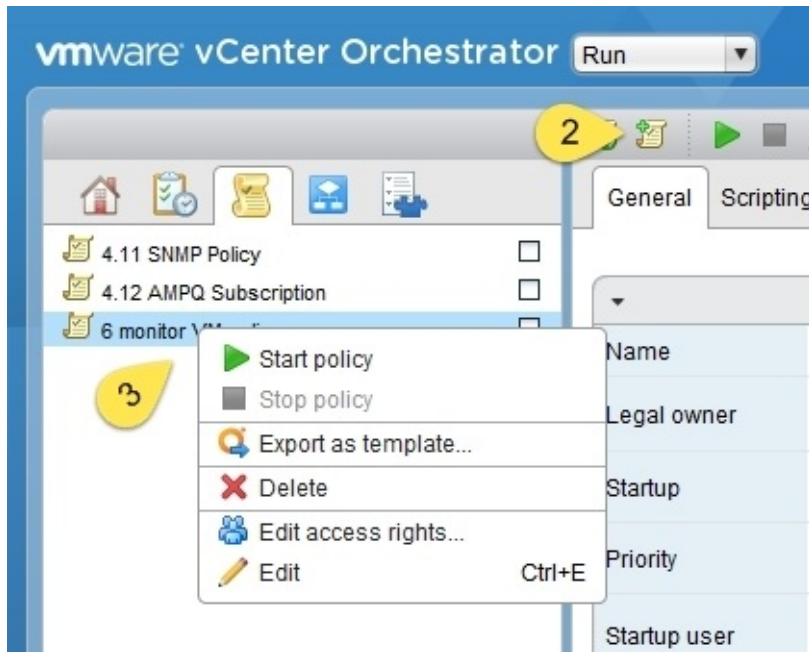 vmware vCenter Orchestrator Run
2
General Scripting
4.11 SNMP Policy
4.12 AMPQ Subscription
6 monitor
3
Start policy
Stop policy
Export as template...
Delete
Edit access rights...
Edit Ctrl+E
Name
Legal owner
Startup
Priority
Startup user